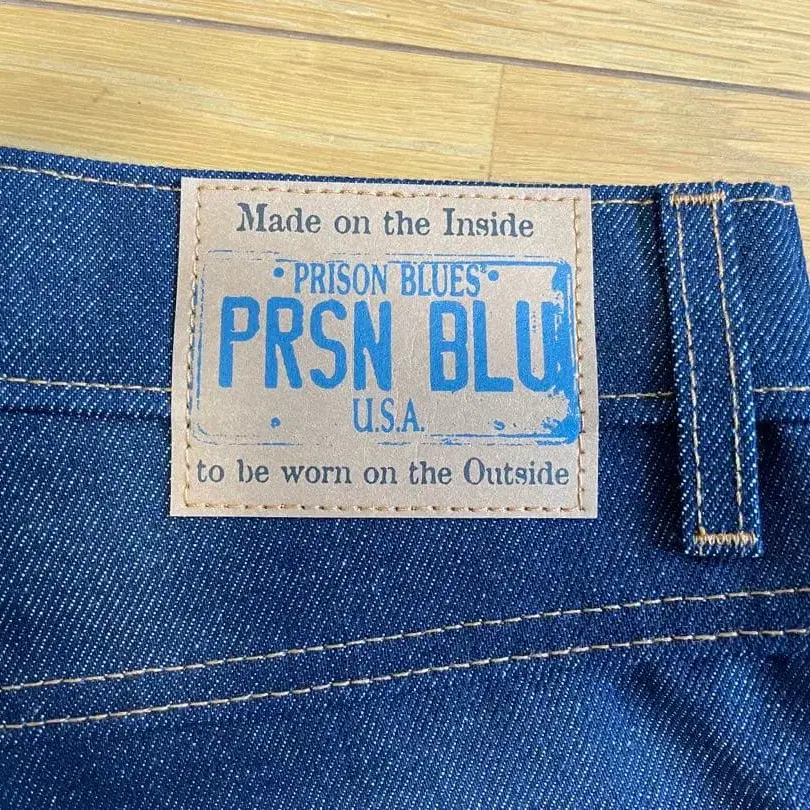 Made on the Inside
PRISON BLUES
PRSN BLU
U.S.A.
to be worn on the Outside